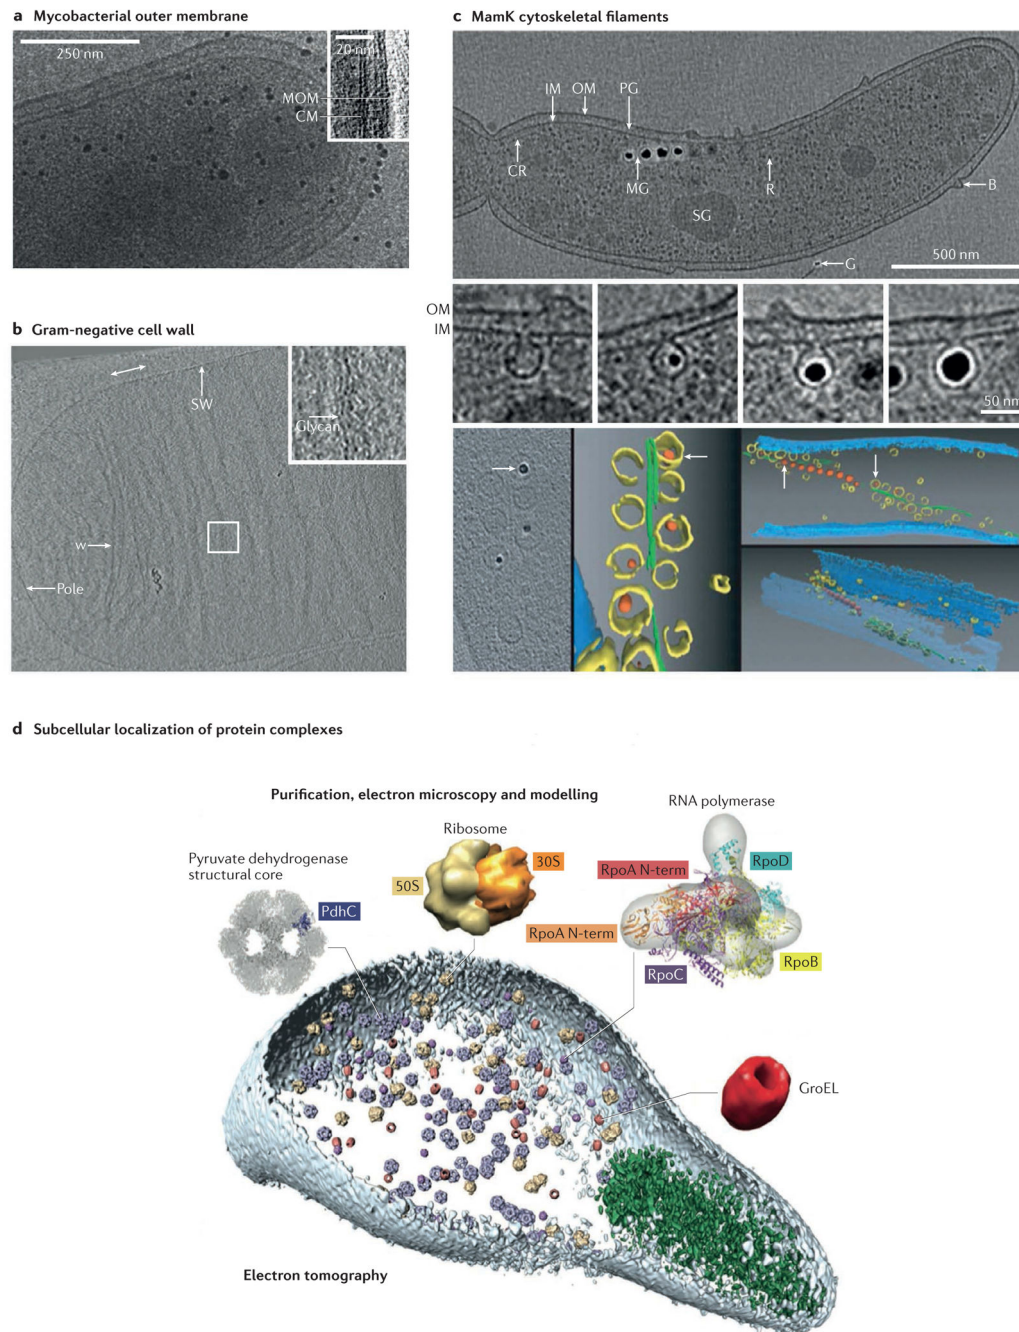 a Mycobacterial outer membrane
250 nm
20 nm
MOM
CM
b Gram-negative cell wall
SW
Glycan
w
Pole
c MamK cytoskeletal filaments
IM OM PG
CR
MG
R
B
SG
G
500 nm
OM
IM
50 nm
d Subcellular localization of protein complexes
Purification, electron microscopy and modelling
RNA polymerase
Ribosome
Pyruvate dehydrogenase
structural core
PdhC
50S
30S
RpoA N-term
RpoD
RpoA N-term
RpoC
RpoB
GroEL
Electron tomography